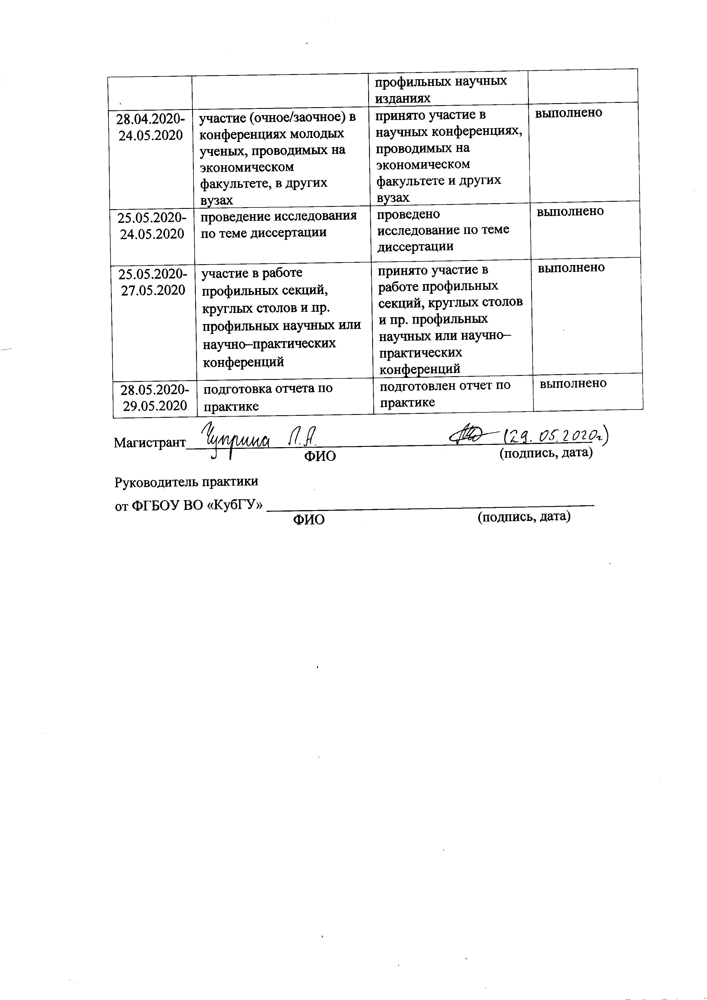 профильных научных
изданиях
28.04.2020-
24.05.2020
участие (очное/заочное) в
конференциях молодых
ученых, проводимых на
экономическом
факультете, в других
вузах
принято участие в
научных конференциях,
проводимых на
экономическом
факультете и других
вузах
выполнено
25.05.2020-
24.05.2020
проведение исследования
по теме диссертации
проведено
исследование по теме
диссертации
выполнено
25.05.2020-
27.05.2020
участие в работе
профильных секций,
круглых столов и пр.
профильных научных или
научно–практических
конференций
принято участие в
работе профильных
секций, круглых столов
и пр. профильных
научных или научно–
практических
конференций
выполнено
28.05.2020-
29.05.2020
подготовка отчета по
практике
подготовлен отчет по
практике
выполнено
Магистрант Чуприна Л.А. (29.05.2020г)
ФИО (подпись, дата)
Руководитель практики
от ФГБОУ ВО «КубГУ»
ФИО (подпись, дата)